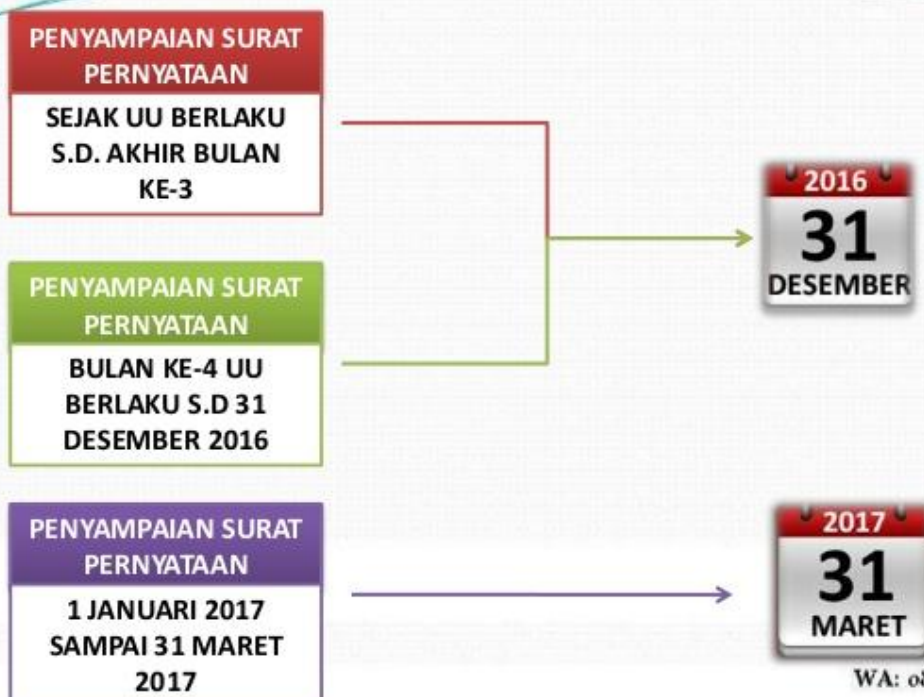 PENYAMPAIAN SURAT
PERNYATAAN
SEJAK UU BERLAKU
S.D. AKHIR BULAN
KE-3
2016
31
DESEMBER
PENYAMPAIAN SURAT
PERNYATAAN
BULAN KE-4 UU
BERLAKU S.D 31
DESEMBER 2016
PENYAMPAIAN SURAT
PERNYATAAN
1 JANUARI 2017
SAMPAI 31 MARET
2017
2017
31
MARET
WA: